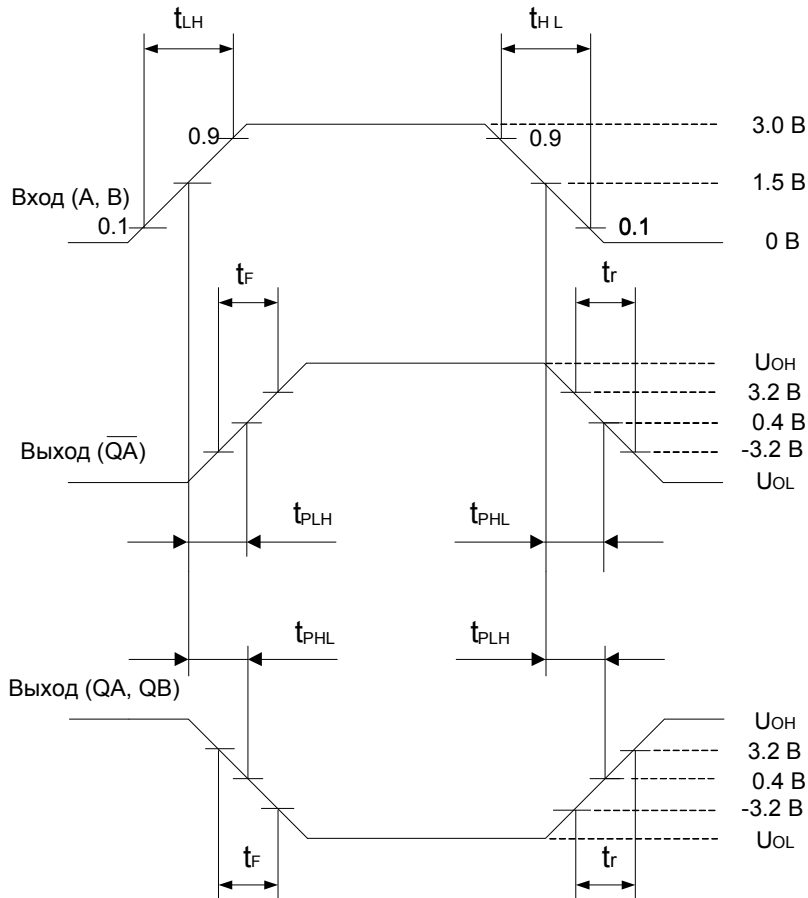 tLH
tHL
0.9
0.9
3.0 В
1.5 В
Вход (A, B)
0.1
0.1
0 В
tF
tr
UOH
3.2 В
0.4 В
Выход (Q̅A̅)
-3.2 В
UOL
tPLH
tPHL
tPHL
tPLH
Выход (QA, QB)
UOH
3.2 В
0.4 В
-3.2 В
UOL
tF
tr